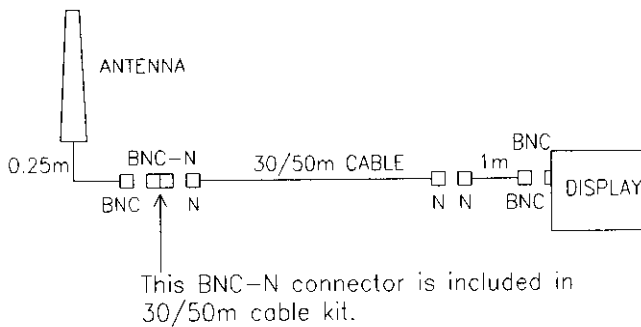 ANTENNA
0.25m
BNC-N
30/50m CABLE
1m
BNC
DISPLAY
BNC
N
N
N
BNC
This BNC-N connector is included in
30/50m cable kit.